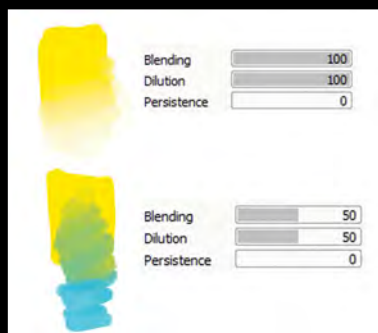 Blending 100
Dilution 100
Persistence 0
Blending 50
Dilution 50
Persistence 0